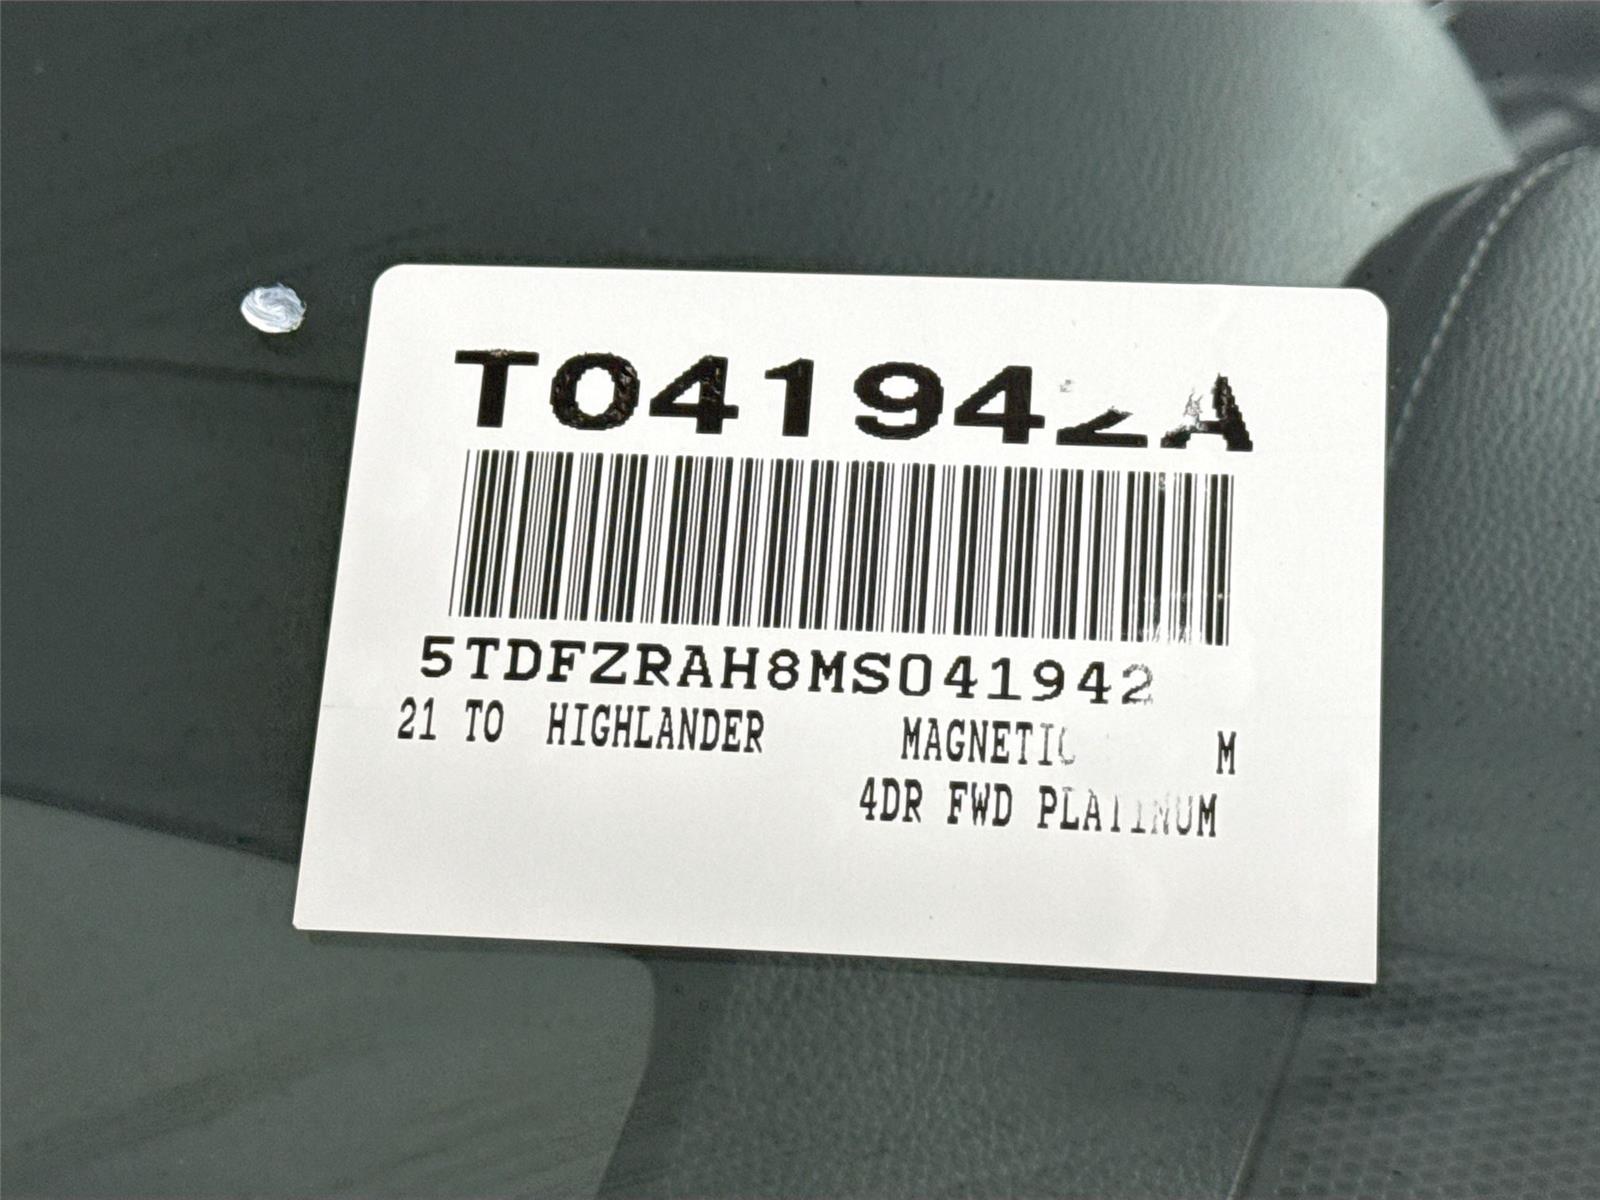 T041942A
5TDFZRAH8MS041942
21 TO HIGHLANDER MAGNETIC M
4DR FWD PLATINUM